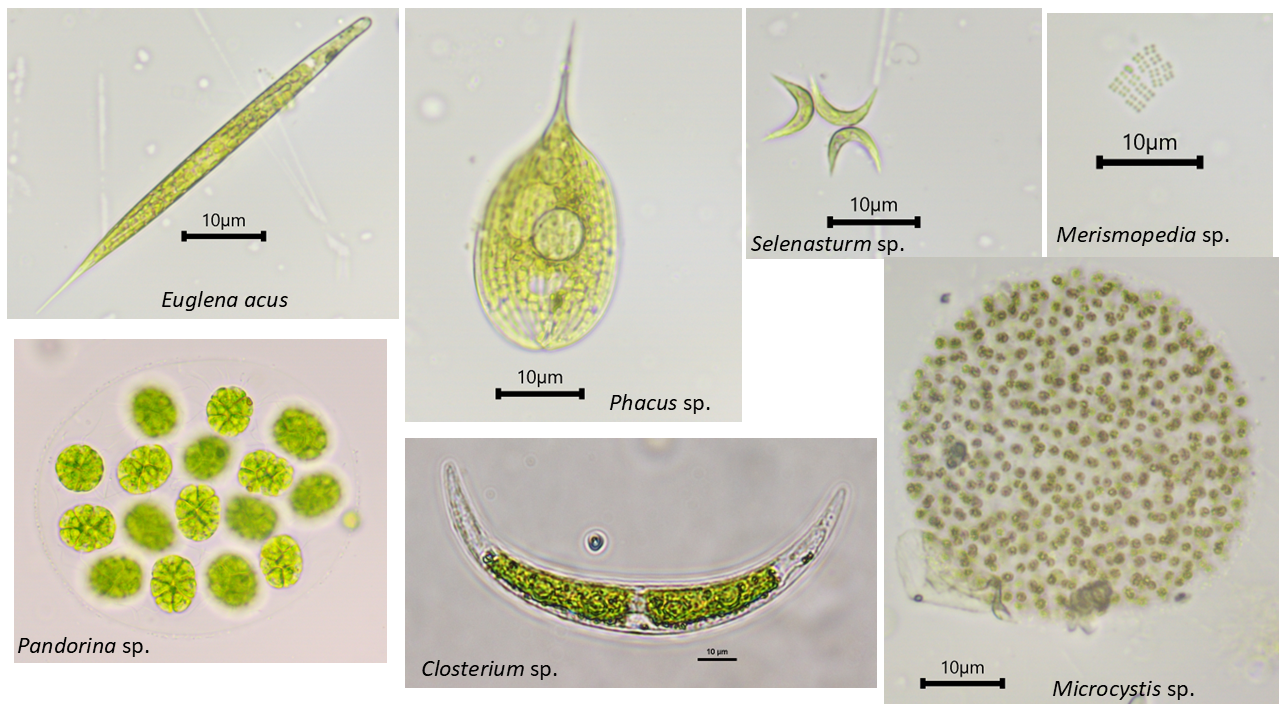 10µm
Euglena acus
10µm
Phacus sp.
10µm
Selenasturm sp.
10µm
Merismopedia sp.
Pandorina sp.
10 µm
Closterium sp.
10µm
Microcystis sp.